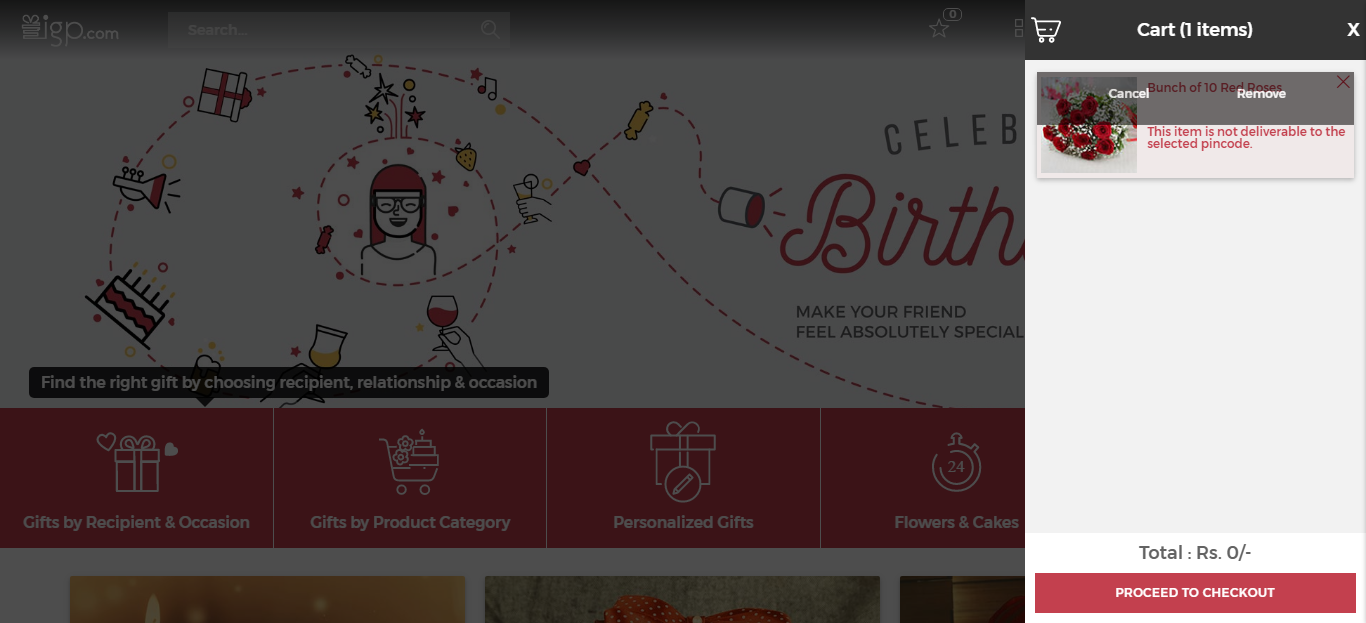 igp.com
Search...
0
Cart (1 items)
X
Bunch of 10 Red Roses
Cancel
Remove
This item is not deliverable to the
selected pincode.
CELEB
Birth
MAKE YOUR FRIEND
FEEL ABSOLUTELY SPECIAL
Find the right gift by choosing recipient, relationship & occasion
24
Gifts by Recipient & Occasion
Gifts by Product Category
Personalized Gifts
Flowers & Cakes
Total : Rs. 0/-
PROCEED TO CHECKOUT